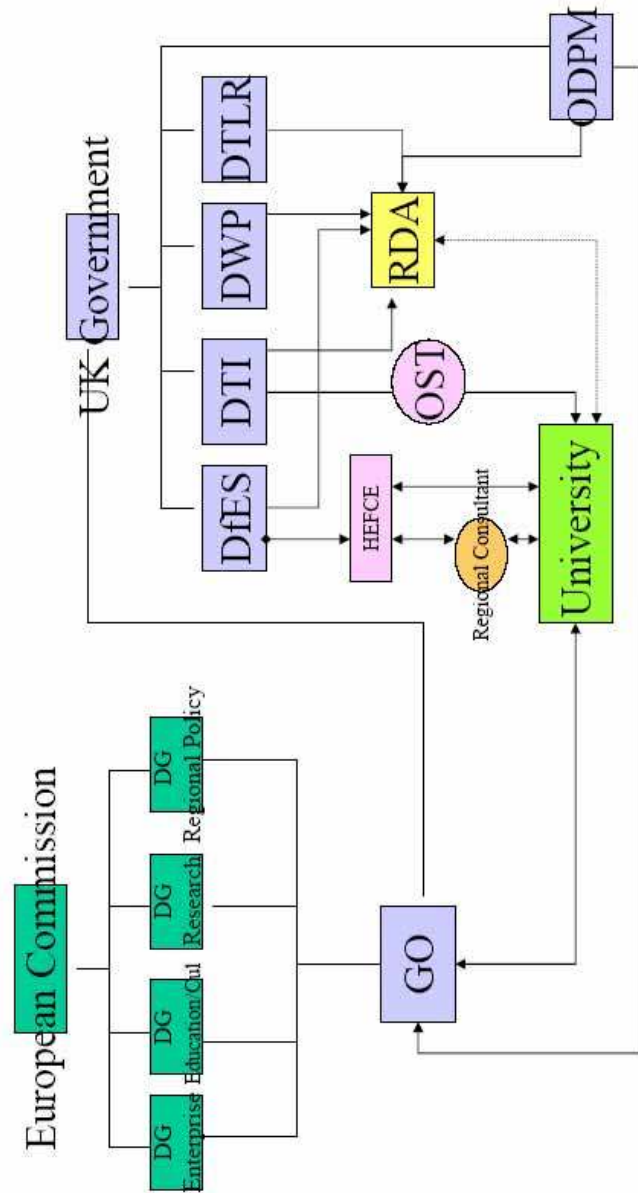 European Commission
UK Government
DG
Enterprise
DG
Education/Cul
DG
Research
DG
Regional Policy
DfES
DTI
DWP
DTLR
ODPM
HEFCE
OST
RDA
GO
Regional Consultant
University